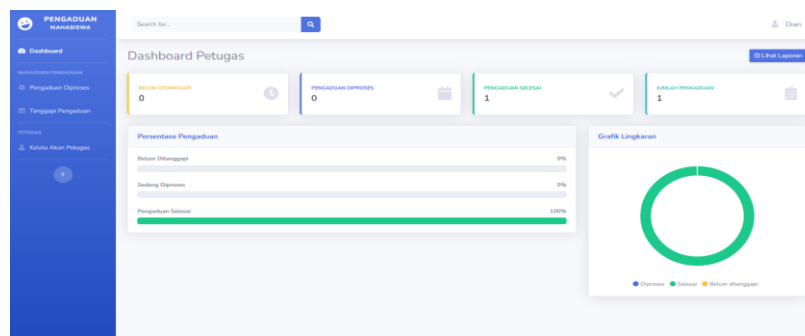 PENGADUAN
MAHASISWA
Search for...
Dian
Dashboard
MANAJEMEN PENGADUAN
Pengaduan Diproses
Tanggapi Pengaduan
PETUGAS
Kelola Akun Petugas
Dashboard Petugas
Lihat Laporan
BELUM DITANGGAPI
0
PENGADUAN DIPROSES
0
PENGADUAN SELESAI
1
JUMLAH PENGADUAN
1
Persentase Pengaduan
Belum Ditanggapi 0%
Sedang Diproses 0%
Pengaduan Selesai 100%
Grafik Lingkaran
Diproses Selesai Belum ditanggapi